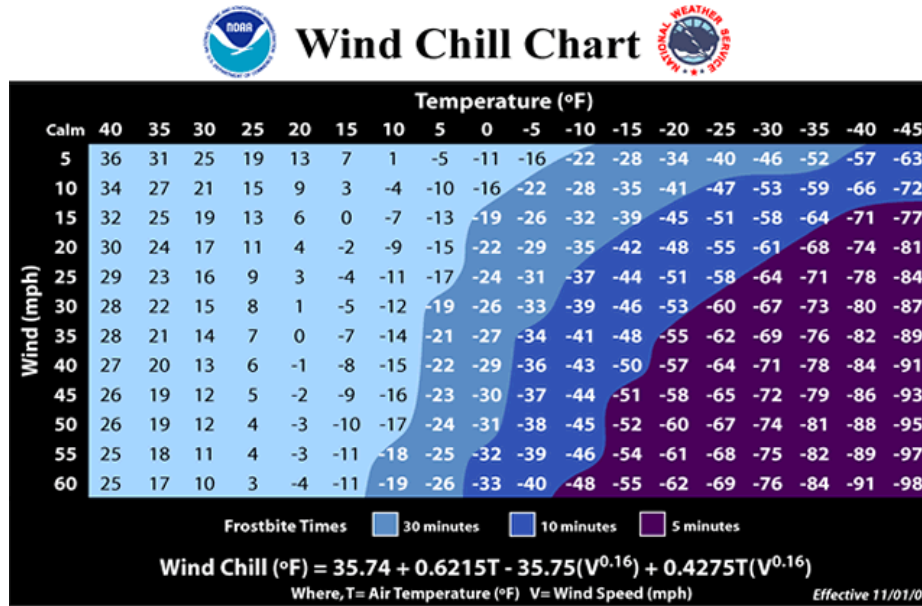 NOAA
Wind Chill Chart
NATIONAL WEATHER SERVICE
Temperature (ºF)
Calm 40 35 30 25 20 15 10 5 0 -5 -10 -15 -20 -25 -30 -35 -40 -45
Wind (mph)
5 36 31 25 19 13 7 1 -5 -11 -16 -22 -28 -34 -40 -46 -52 -57 -63
10 34 27 21 15 9 3 -4 -10 -16 -22 -28 -35 -41 -47 -53 -59 -66 -72
15 32 25 19 13 6 0 -7 -13 -19 -26 -32 -39 -45 -51 -58 -64 -71 -77
20 30 24 17 11 4 -2 -9 -15 -22 -29 -35 -42 -48 -55 -61 -68 -74 -81
25 29 23 16 9 3 -4 -11 -17 -24 -31 -37 -44 -51 -58 -64 -71 -78 -84
30 28 22 15 8 1 -5 -12 -19 -26 -33 -39 -46 -53 -60 -67 -73 -80 -87
35 28 21 14 7 0 -7 -14 -21 -27 -34 -41 -48 -55 -62 -69 -76 -82 -89
40 27 20 13 6 -1 -8 -15 -22 -29 -36 -43 -50 -57 -64 -71 -78 -84 -91
45 26 19 12 5 -2 -9 -16 -23 -30 -37 -44 -51 -58 -65 -72 -79 -86 -93
50 26 19 12 4 -3 -10 -17 -24 -31 -38 -45 -52 -60 -67 -74 -81 -88 -95
55 25 18 11 4 -3 -11 -18 -25 -32 -39 -46 -54 -61 -68 -75 -82 -89 -97
60 25 17 10 3 -4 -11 -19 -26 -33 -40 -48 -55 -62 -69 -76 -84 -91 -98
Frostbite Times 30 minutes 10 minutes 5 minutes
Wind Chill (ºF) = 35.74 + 0.6215T - 35.75(V0.16) + 0.4275T(V0.16)
Where, T= Air Temperature (ºF) V= Wind Speed (mph)
Effective 11/01/0